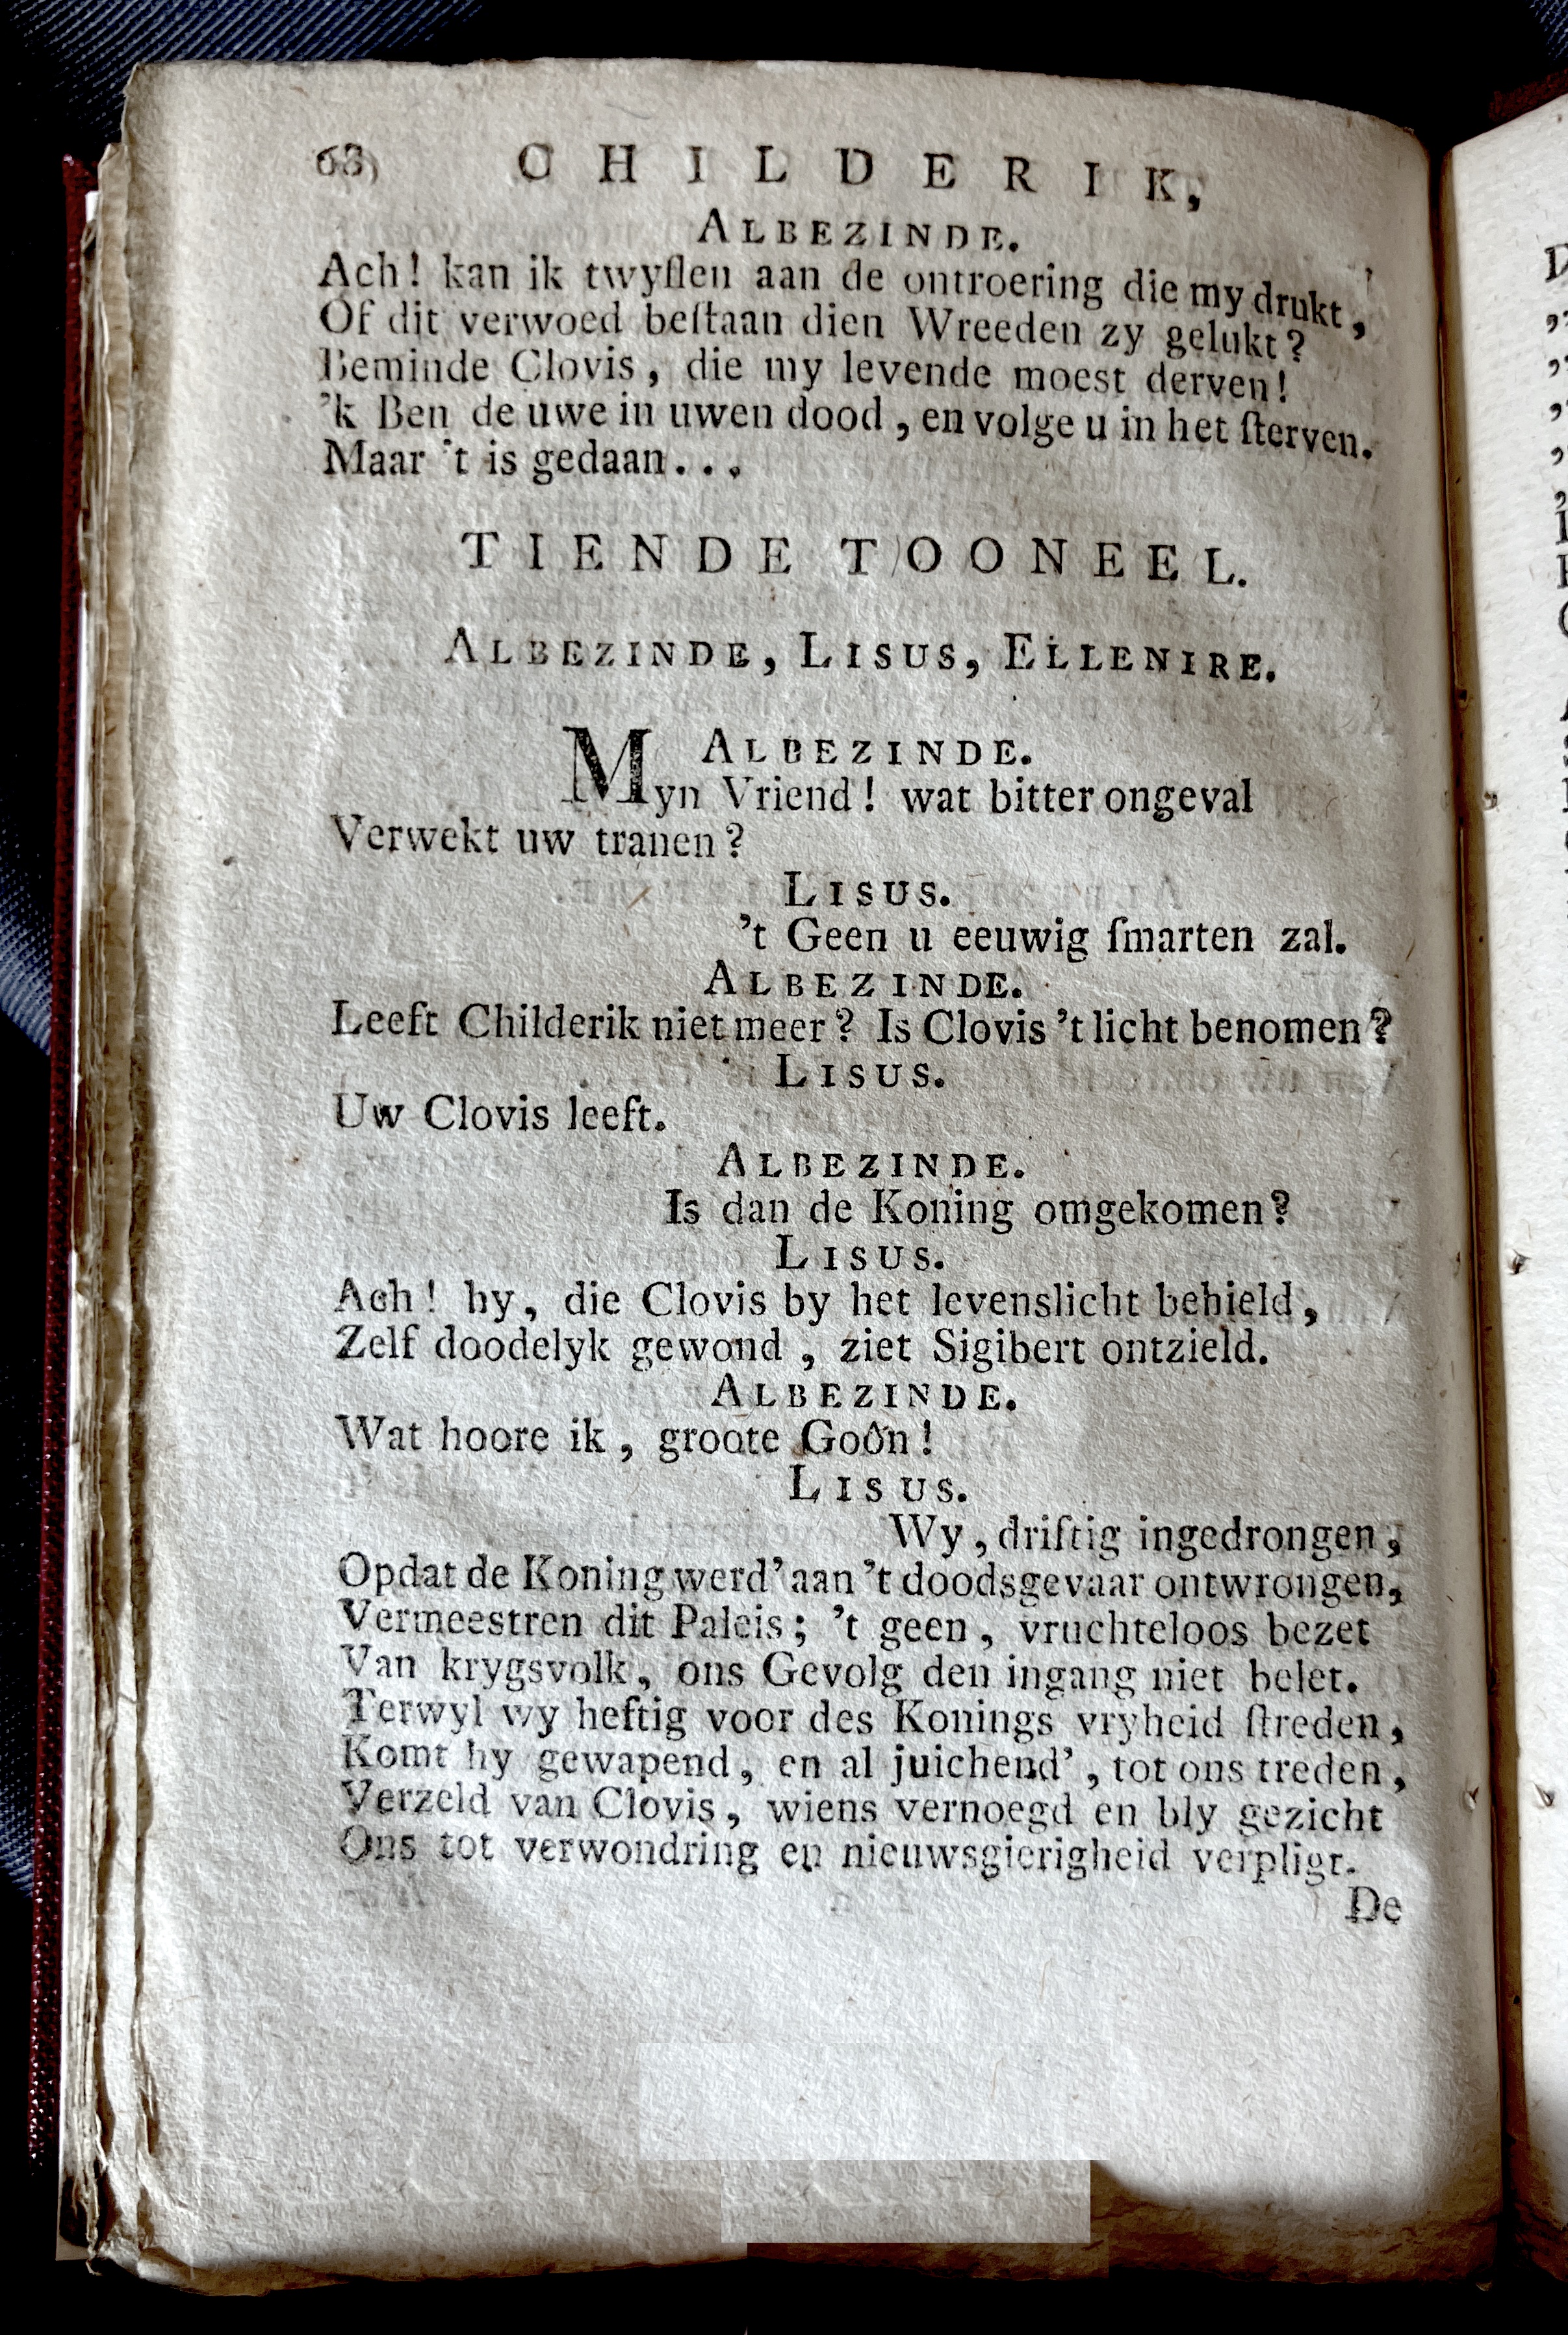 68 CHILDERIK,
ALBEZINDE.
Ach! kan ik twyflen aan de ontroering die my drukt,
Of dit verwoed beſtaan dien Wreeden zy gelukt?
Beminde Clovis, die my levende moest derven!
'k Ben de uwe in uwen dood, en volge u in het ſterven.
Maar 't is gedaan...
TIENDE TOONEEL.
ALBEZINDE, LISUS, ELLENIRE.
ALBEZINDE.
Myn Vriend! wat bitter ongeval
Verwekt uw tranen?
LISUS.
't Geen u eeuwig ſmarten zal.
ALBEZINDE.
Leeft Childerik niet meer? Is Clovis 't licht benomen?
LISUS.
Uw Clovis leeft.
ALBEZINDE.
Is dan de Koning omgekomen?
LISUS.
Ach! hy, die Clovis by het levenslicht behield,
Zelf doodelyk gewond, ziet Sigibert ontzield.
ALBEZINDE.
Wat hoore ik, groote Goôn!
LISUS.
Wy, driftig ingedrongen,
Opdat de Koning werd' aan 't doodsgevaar ontwrongen,
Vermeestren dit Paleis; 't geen, vruchteloos bezet
Van krygsvolk, ons Gevolg den ingang niet belet.
Terwyl wy heftig voor des Konings vryheid ſtreden,
Komt hy gewapend, en al juichend', tot ons treden,
Verzeld van Clovis, wiens vernoegd en bly gezicht
Ons tot verwondring en nieuwsgierigheid verpligt.
De